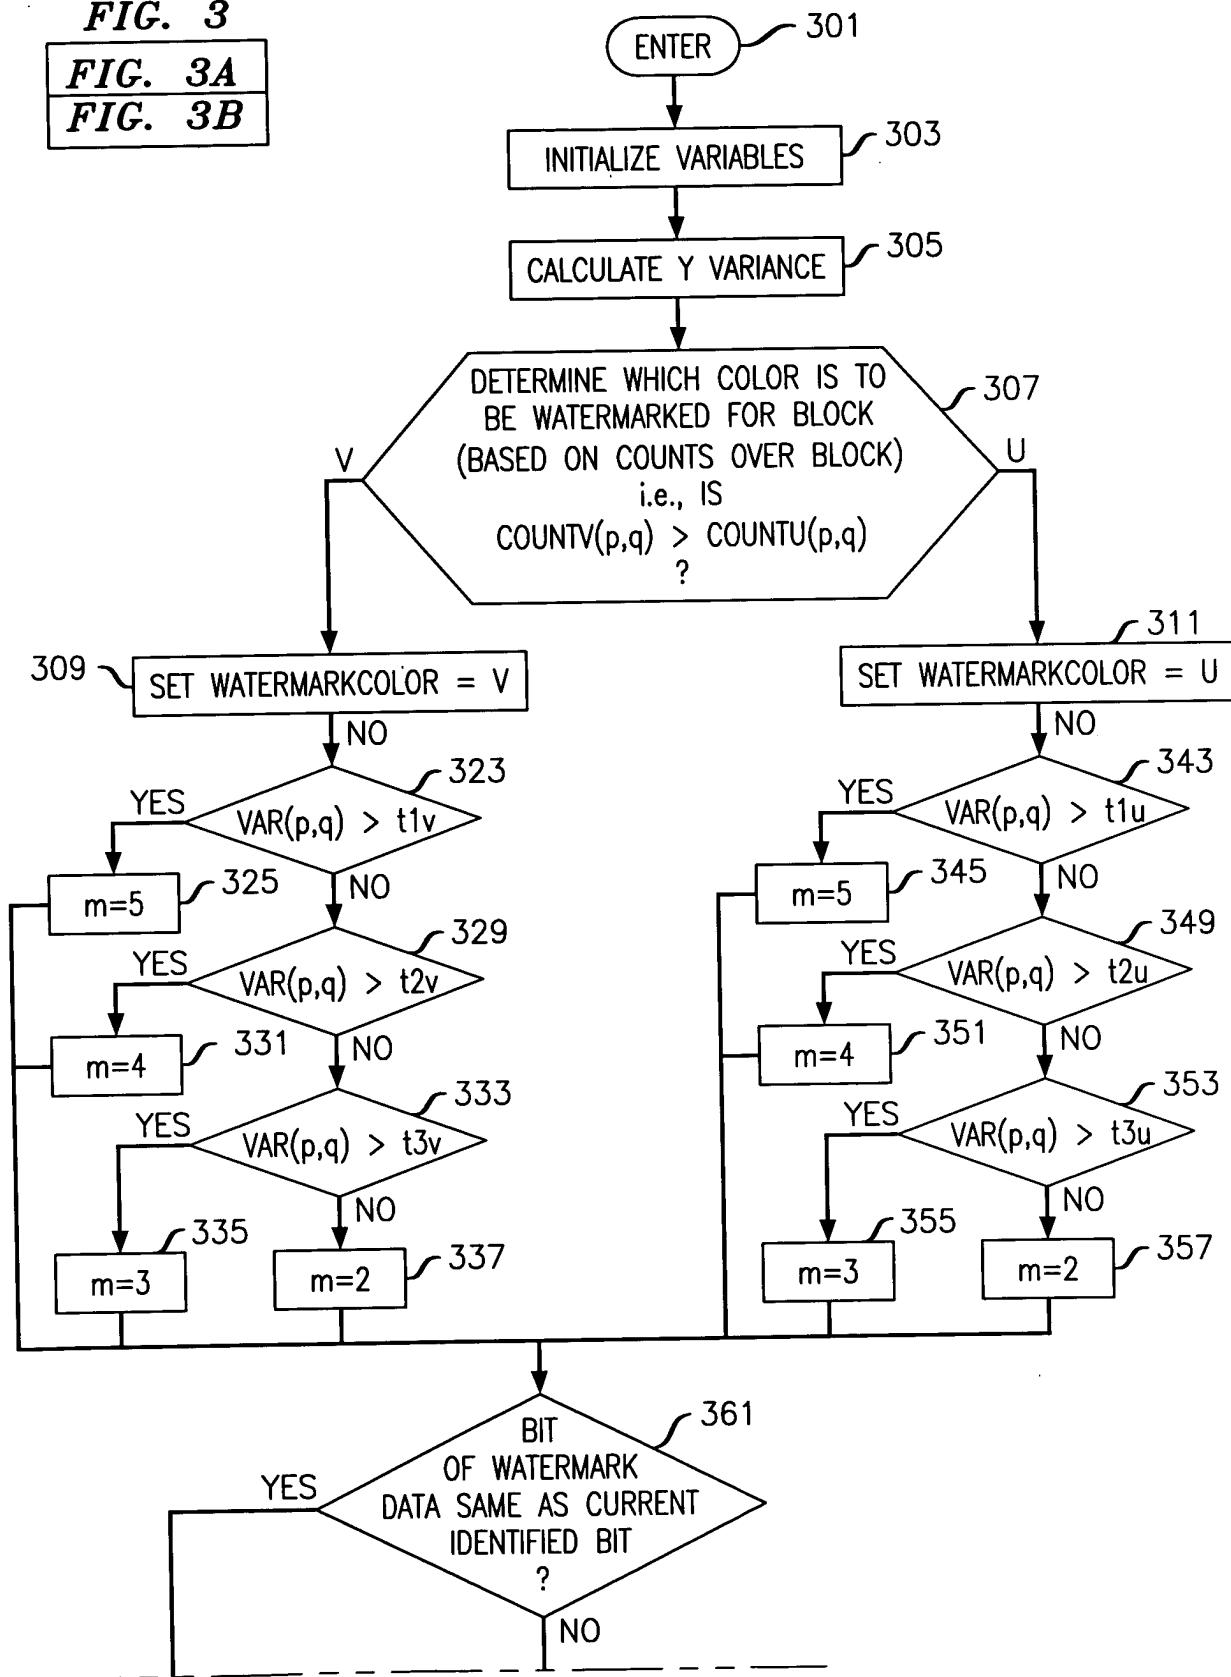 FIG. 3
FIG. 3A
FIG. 3B
ENTER
301
INITIALIZE VARIABLES
303
CALCULATE Y VARIANCE
305
DETERMINE WHICH COLOR IS TO
BE WATERMARKED FOR BLOCK
(BASED ON COUNTS OVER BLOCK)
i.e., IS
COUNTV(p,q) > COUNTU(p,q)
?
307
V
U
309
SET WATERMARKCOLOR = V
311
SET WATERMARKCOLOR = U
NO
NO
323
YES
VAR(p,q) > t1v
343
YES
VAR(p,q) > t1u
325
m=5
NO
345
m=5
NO
329
YES
VAR(p,q) > t2v
349
YES
VAR(p,q) > t2u
331
m=4
NO
351
m=4
NO
333
YES
VAR(p,q) > t3v
353
YES
VAR(p,q) > t3u
NO
NO
335
m=3
337
m=2
355
m=3
357
m=2
361
BIT
OF WATERMARK
DATA SAME AS CURRENT
IDENTIFIED BIT
?
YES
NO